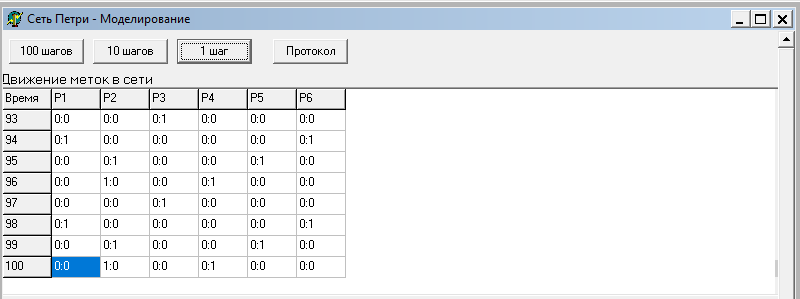 Сеть Петри - Моделирование
100 шагов 10 шагов 1 шаг Протокол
Движение меток в сети
Время P1 P2 P3 P4 P5 P6
93 0:0 0:0 0:1 0:0 0:0 0:0
94 0:1 0:0 0:0 0:0 0:0 0:1
95 0:0 0:1 0:0 0:0 0:1 0:0
96 0:0 1:0 0:0 0:1 0:0 0:0
97 0:0 0:0 0:1 0:0 0:0 0:0
98 0:1 0:0 0:0 0:0 0:0 0:1
99 0:0 0:1 0:0 0:0 0:1 0:0
100 0:0 1:0 0:0 0:1 0:0 0:0